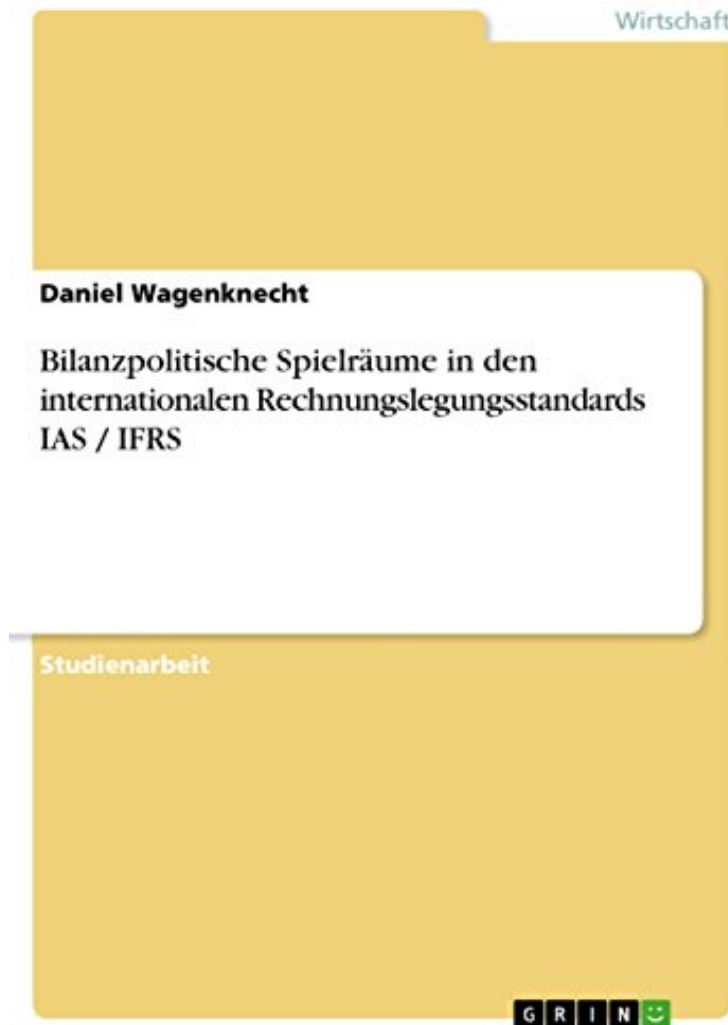 Wirtschaft
Daniel Wagenknecht
Bilanzpolitische Spielräume in den
internationalen Rechnungslegungsstandards
IAS / IFRS
Studienarbeit
GRIN